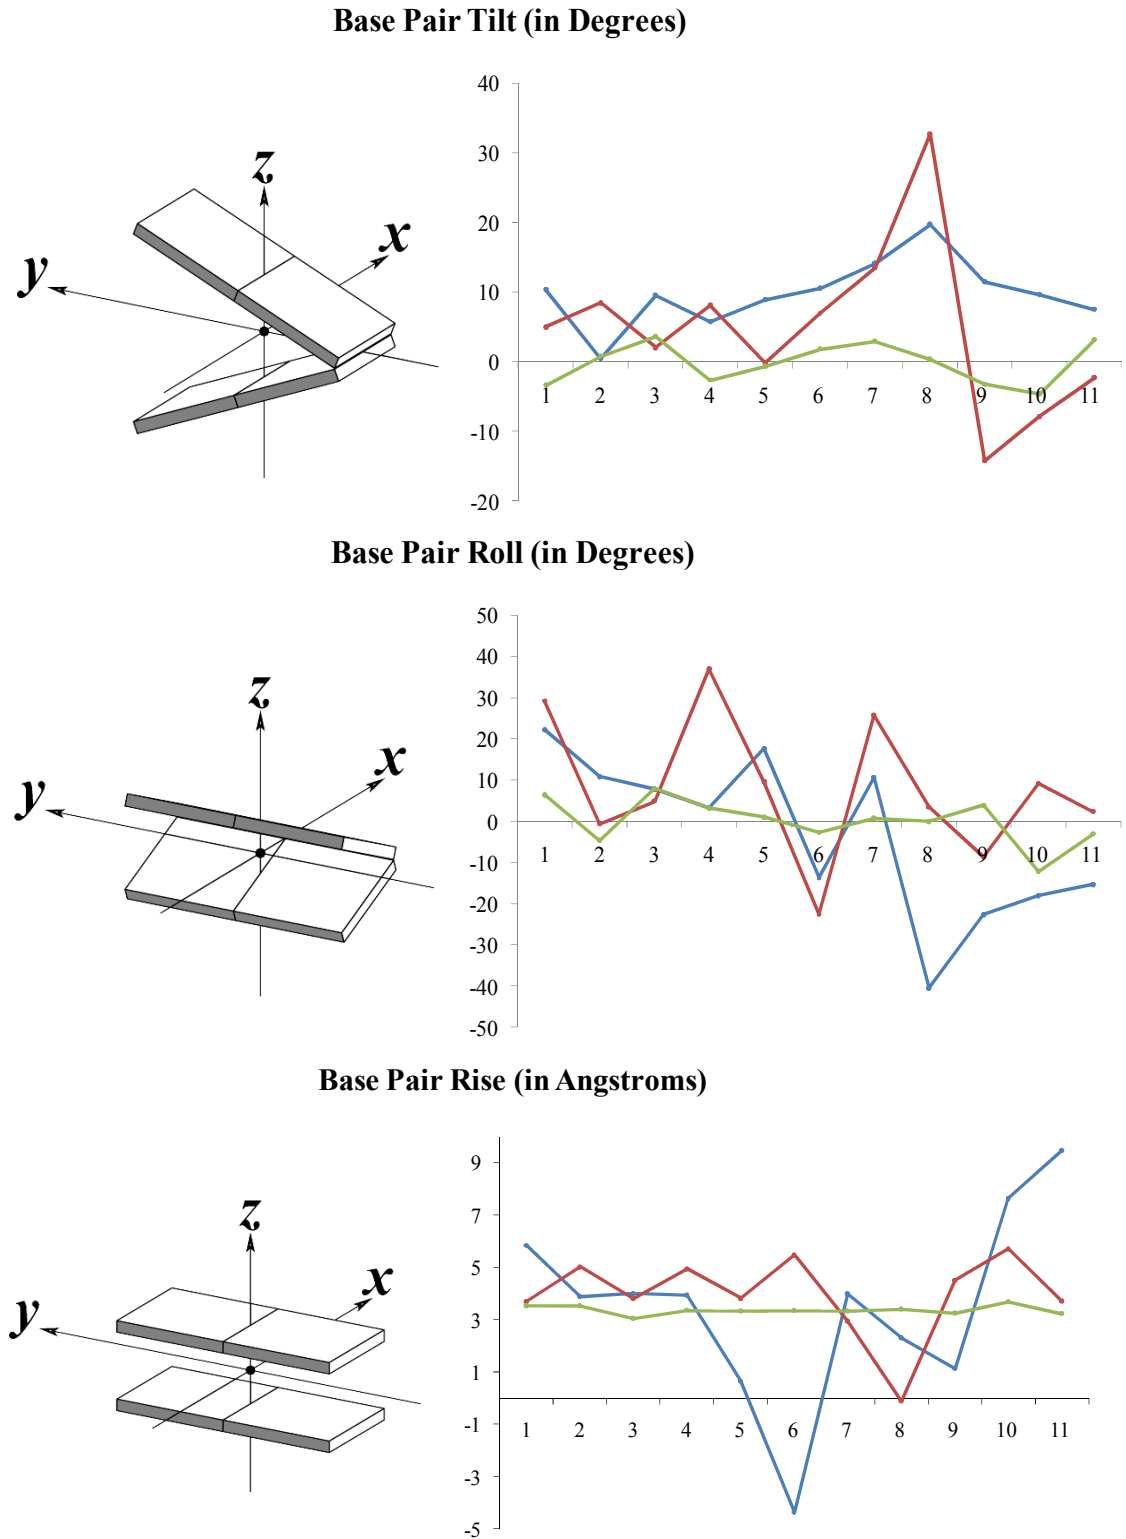 Base Pair Tilt (in Degrees)
40
30
20
10
0
-10
-20
1 2 3 4 5 6 7 8 9 10 11
z
x
y
Base Pair Roll (in Degrees)
50
40
30
20
10
0
-10
-20
-30
-40
-50
1 2 3 4 5 6 7 8 9 10 11
z
x
y
Base Pair Rise (in Angstroms)
9
7
5
3
1
-1
-3
-5
1 2 3 4 5 6 7 8 9 10 11
z
x
y